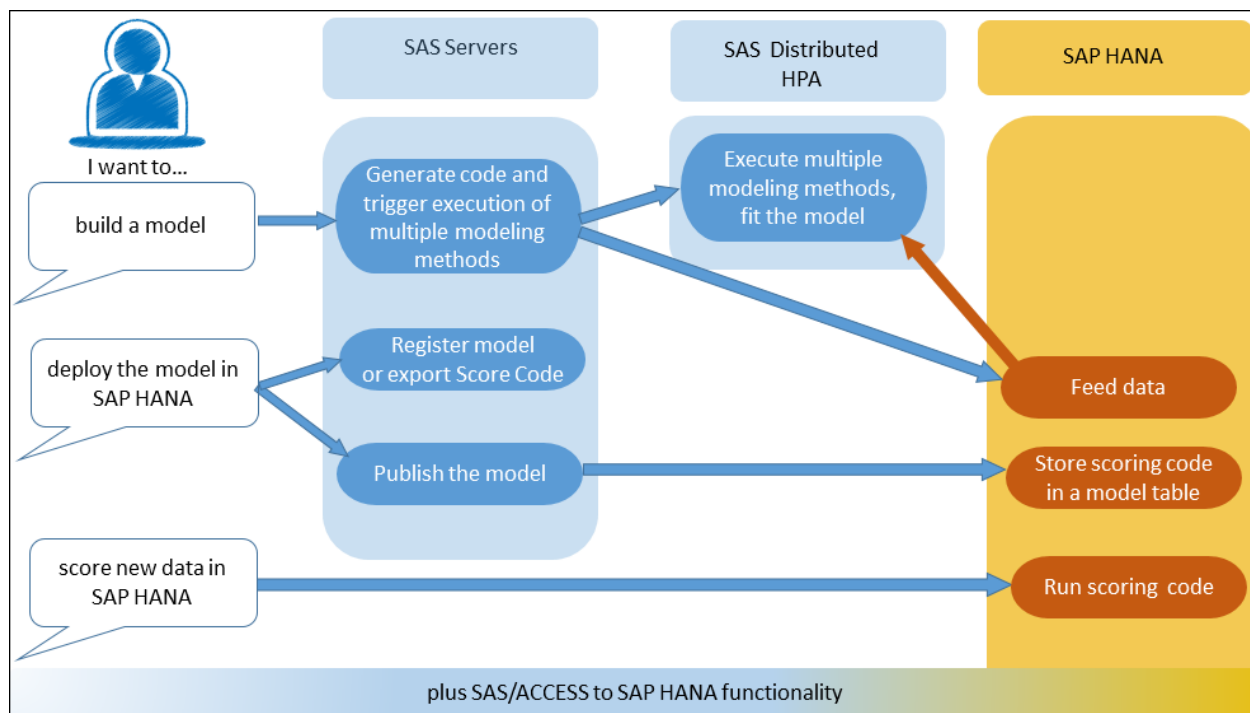 SAS Servers
SAS Distributed
HPA
SAP HANA
I want to...
build a model
Generate code and
trigger execution of
multiple modeling
methods
Execute multiple
modeling methods,
fit the model
deploy the model in
SAP HANA
Register model
or export Score Code
Feed data
Publish the model
Store scoring code
in a model table
score new data in
SAP HANA
Run scoring code
plus SAS/ACCESS to SAP HANA functionality